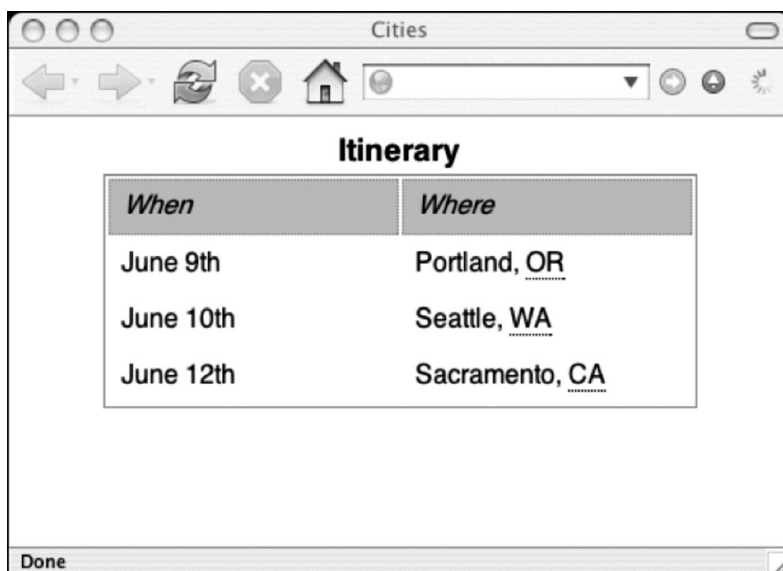 Cities
Itinerary
When Where
June 9th Portland, OR
June 10th Seattle, WA
June 12th Sacramento, CA
Done